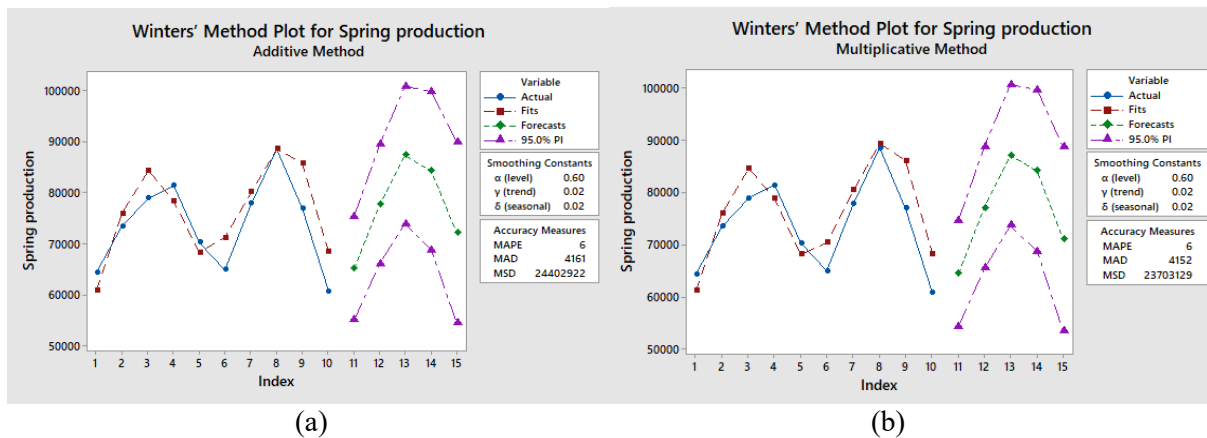 Winters’ Method Plot for Spring production
Additive Method
Spring production
100000
90000
80000
70000
60000
50000
1 2 3 4 5 6 7 8 9 10 11 12 13 14 15
Index
Variable
Actual
Fits
Forecasts
95.0% PI
Smoothing Constants
α (level) 0.60
γ (trend) 0.02
δ (seasonal) 0.02
Accuracy Measures
MAPE 6
MAD 4161
MSD 24402922
(a)
Winters’ Method Plot for Spring production
Multiplicative Method
Spring production
100000
90000
80000
70000
60000
50000
1 2 3 4 5 6 7 8 9 10 11 12 13 14 15
Index
Variable
Actual
Fits
Forecasts
95.0% PI
Smoothing Constants
α (level) 0.60
γ (trend) 0.02
δ (seasonal) 0.02
Accuracy Measures
MAPE 6
MAD 4152
MSD 23703129
(b)